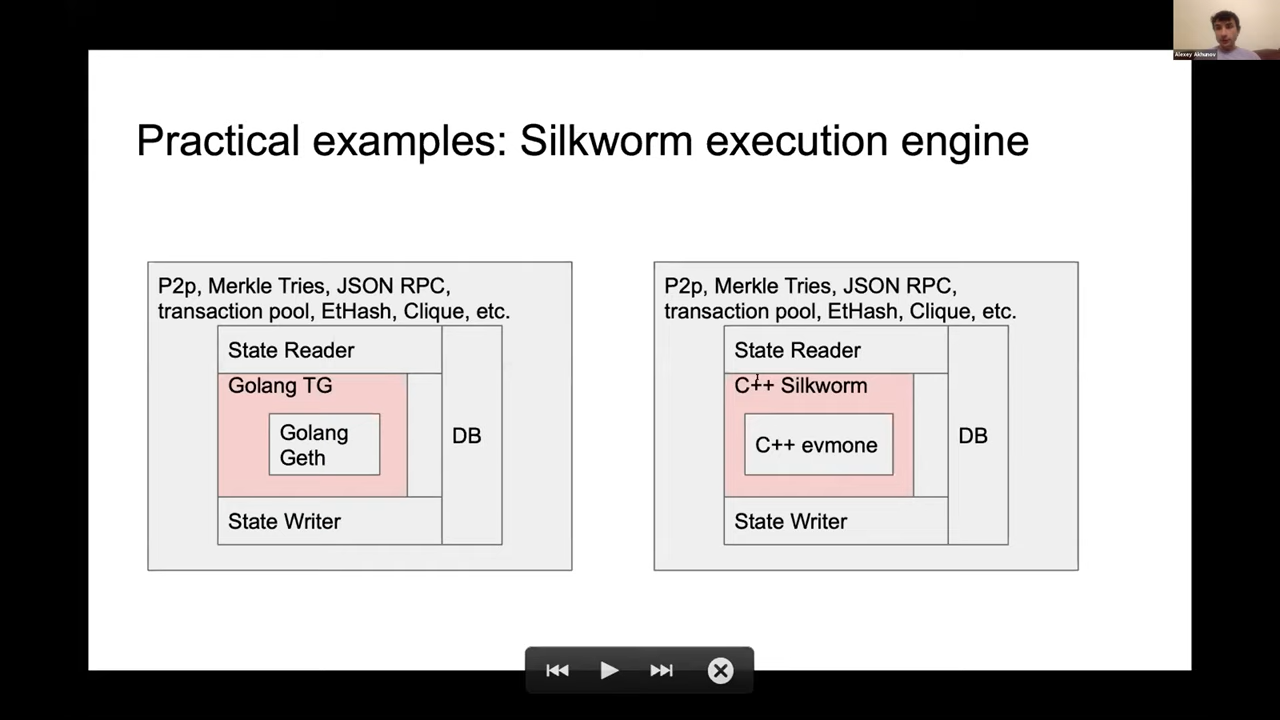 Alexey Akhunov
Practical examples: Silkworm execution engine
P2p, Merkle Tries, JSON RPC,
transaction pool, EtHash, Clique, etc.
State Reader
Golang TG
Golang
Geth
DB
State Writer
P2p, Merkle Tries, JSON RPC,
transaction pool, EtHash, Clique, etc.
State Reader
C++ Silkworm
C++ evmone
DB
State Writer